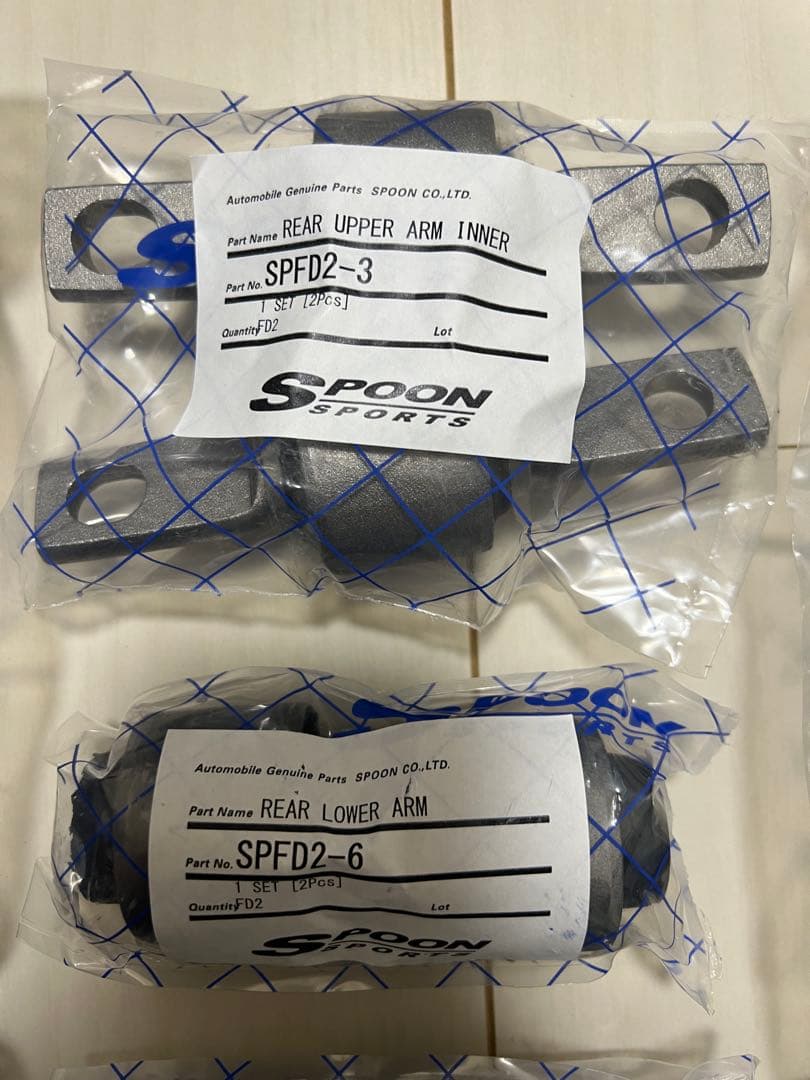 Automobile Genuine Parts SPOON CO.,LTD.
Part Name REAR UPPER ARM INNER
Part No. SPFD2-3
1 SET [2Pcs]
Quantity FD2 Lot
SPOON
SPORTS
SPOON
SPORTS
Automobile Genuine Parts SPOON CO.,LTD.
Part Name REAR LOWER ARM
Part No. SPFD2-6
1 SET [2Pcs]
Quantity FD2 Lot
SPOON
SPORTS